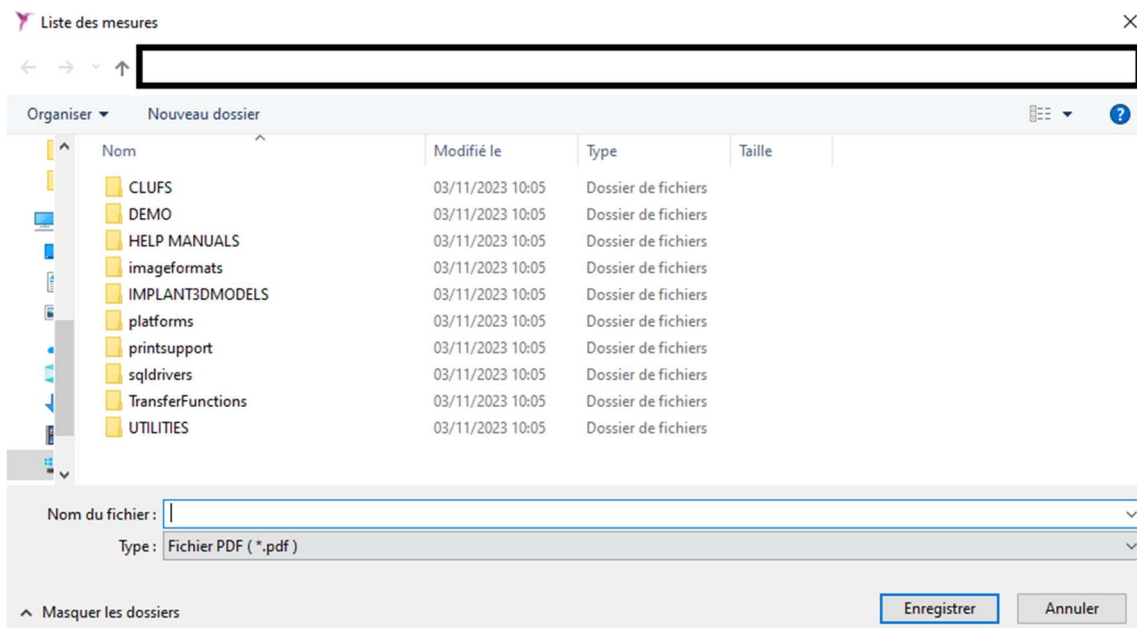 Liste des mesures
Organiser Nouveau dossier ?
Nom Modifié le Type Taille
CLUFS 03/11/2023 10:05 Dossier de fichiers
DEMO 03/11/2023 10:05 Dossier de fichiers
HELP MANUALS 03/11/2023 10:05 Dossier de fichiers
imageformats 03/11/2023 10:05 Dossier de fichiers
IMPLANT3DMODELS 03/11/2023 10:05 Dossier de fichiers
platforms 03/11/2023 10:05 Dossier de fichiers
printsupport 03/11/2023 10:05 Dossier de fichiers
sqldrivers 03/11/2023 10:05 Dossier de fichiers
TransferFunctions 03/11/2023 10:05 Dossier de fichiers
UTILITIES 03/11/2023 10:05 Dossier de fichiers
Nom du fichier :
Type : Fichier PDF ( *.pdf )
Masquer les dossiers Enregistrer Annuler